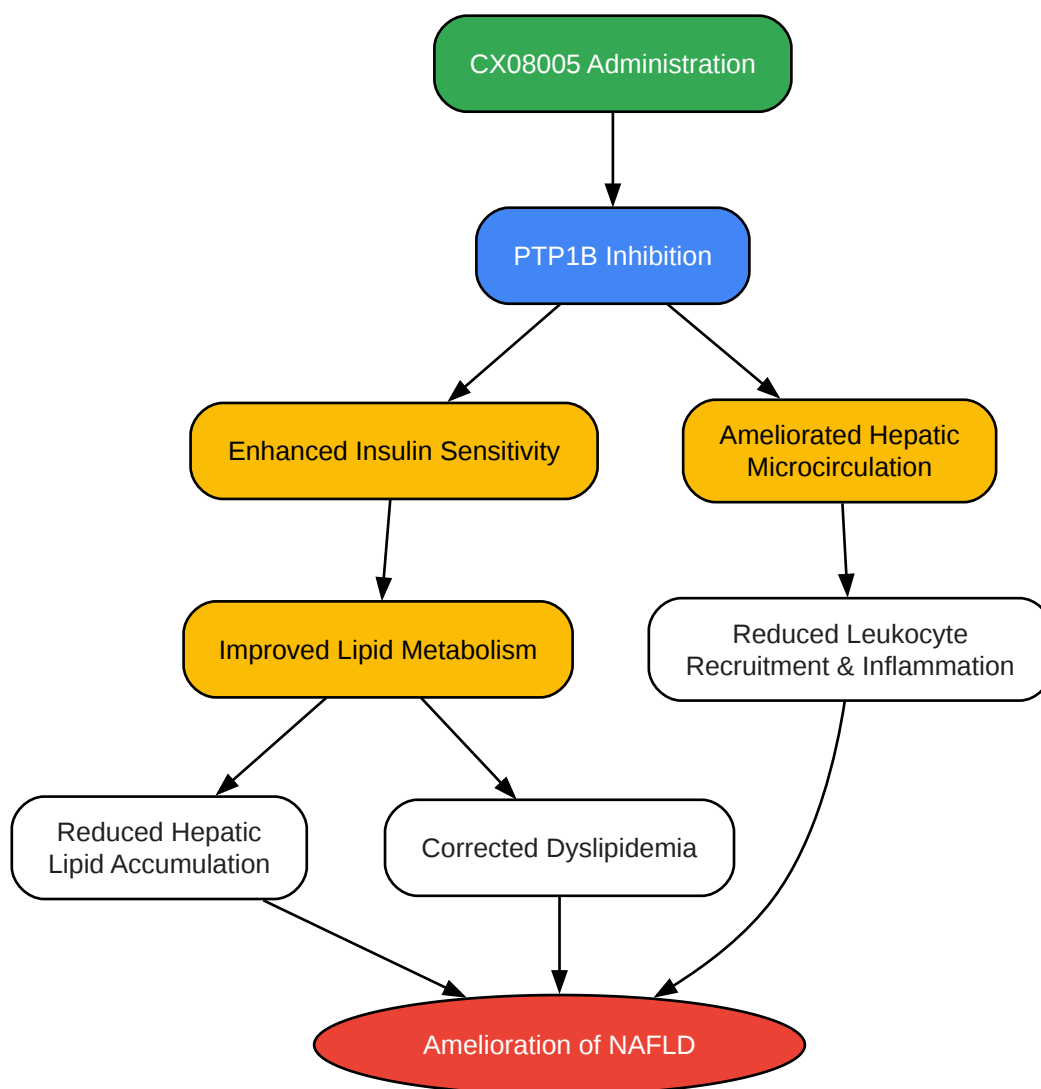 CX08005 Administration
PTP1B Inhibition
Enhanced Insulin Sensitivity
Ameliorated Hepatic
Microcirculation
Improved Lipid Metabolism
Reduced Leukocyte
Recruitment & Inflammation
Reduced Hepatic
Lipid Accumulation
Corrected Dyslipidemia
Amelioration of NAFLD